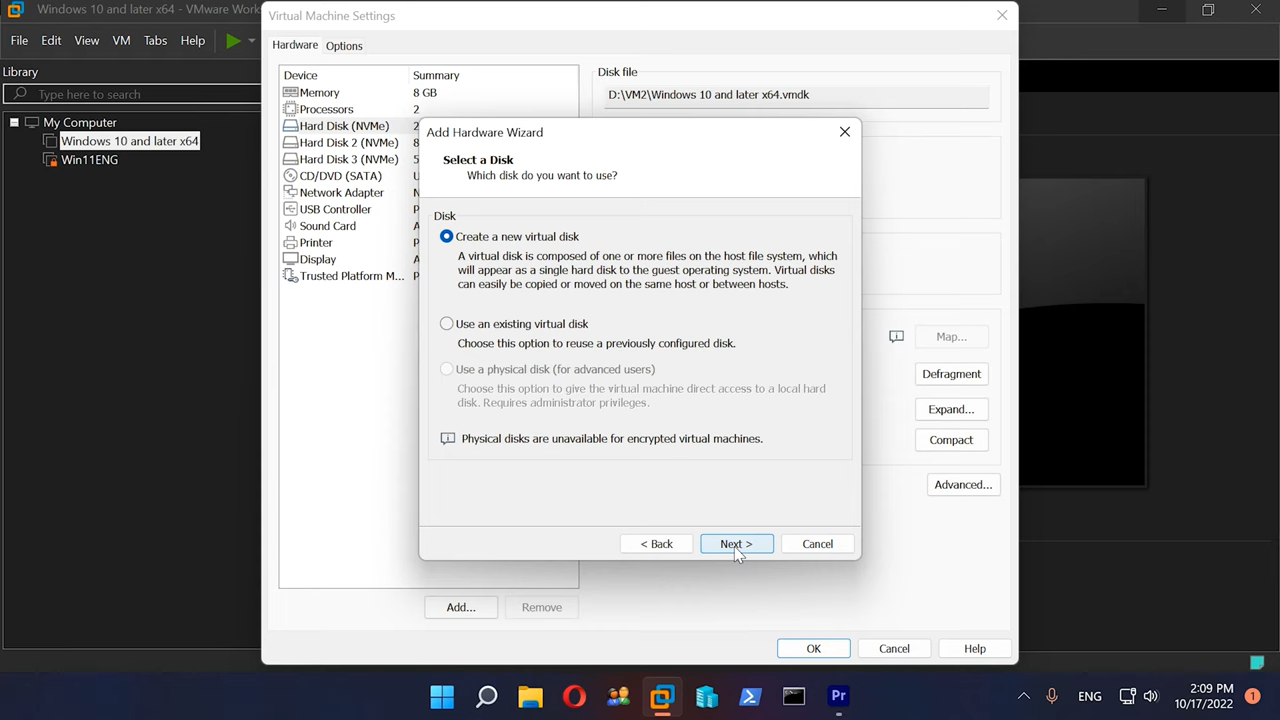 Windows 10 and later x64 - VMware Works
File Edit View VM Tabs Help
Library
Type here to search
My Computer
Windows 10 and later x64
Win11ENG
Virtual Machine Settings
Hardware Options
Device Summary
Memory 8 GB
Processors 2
Hard Disk (NVMe) 2
Hard Disk 2 (NVMe) 8
Hard Disk 3 (NVMe) 5
CD/DVD (SATA)
Network Adapter
USB Controller P
Sound Card A
Printer P
Display A
Trusted Platform M... P
Add... Remove
Disk file
D:\VM2\Windows 10 and later x64.vmdk
Map...
Defragment
Expand...
Compact
Advanced...
OK Cancel Help
Add Hardware Wizard
Select a Disk
Which disk do you want to use?
Disk
Create a new virtual disk
A virtual disk is composed of one or more files on the host file system, which
will appear as a single hard disk to the guest operating system. Virtual disks
can easily be copied or moved on the same host or between hosts.
Use an existing virtual disk
Choose this option to reuse a previously configured disk.
Use a physical disk (for advanced users)
Choose this option to give the virtual machine direct access to a local hard
disk. Requires administrator privileges.
Physical disks are unavailable for encrypted virtual machines.
< Back Next > Cancel
Pr
ENG
2:09 PM
10/17/2022
1